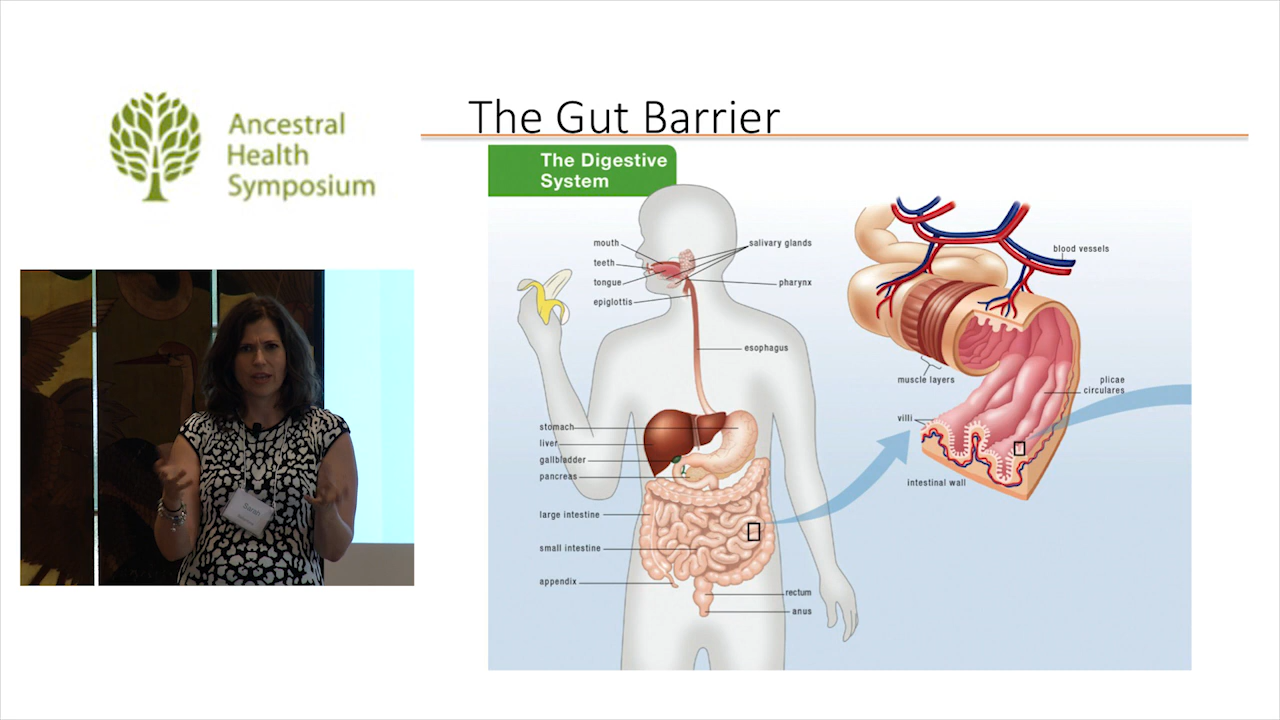 Ancestral
Health
Symposium
The Gut Barrier
The Digestive
System
mouth
teeth
tongue
epiglottis
salivary glands
pharynx
esophagus
stomach
liver
gallbladder
pancreas
large intestine
small intestine
appendix
rectum
anus
blood vessels
muscle layers
plicae
circulares
villi
intestinal wall
Sarah